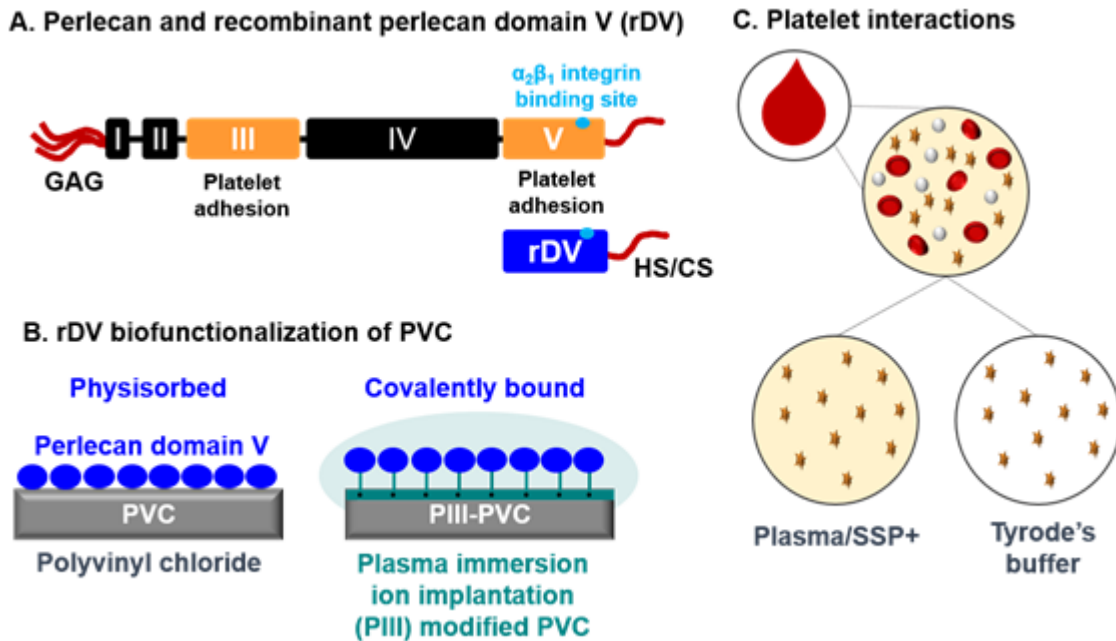 A. Perlecan and recombinant perlecan domain V (rDV)
α₂β₁ integrin
binding site
I II III IV V
GAG
Platelet
adhesion
Platelet
adhesion
rDV
HS/CS
B. rDV biofunctionalization of PVC
Physisorbed
Perlecan domain V
PVC
Polyvinyl chloride
Covalently bound
PIII-PVC
Plasma immersion
ion implantation
(PIII) modified PVC
C. Platelet interactions
Plasma/SSP+
Tyrode's
buffer